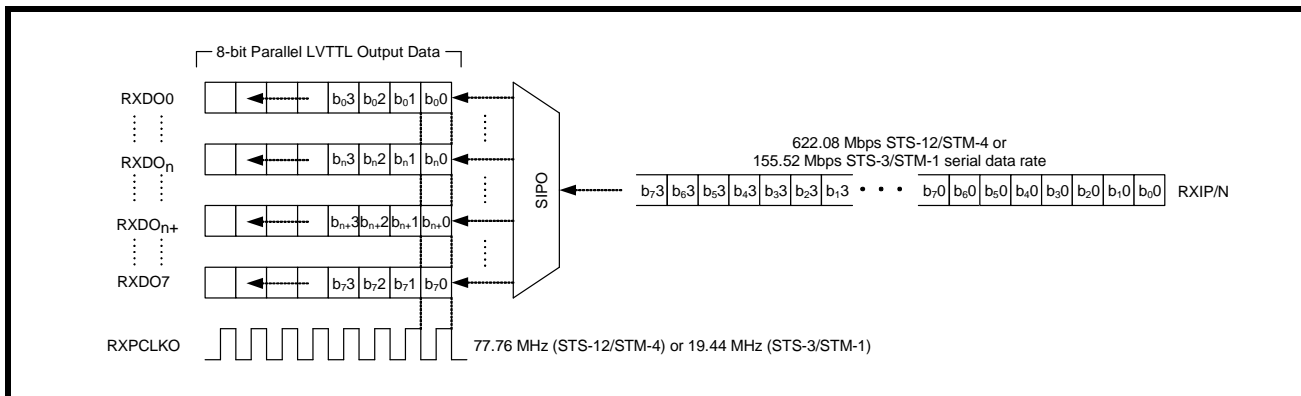 8-bit Parallel LVTTL Output Data
RXDO0
b₀3 b₀2 b₀1 b₀0
RXDOₙ
bₙ3 bₙ2 bₙ1 bₙ0
RXDOₙ₊
bₙ₊3 bₙ₊2 bₙ₊1 bₙ₊0
RXDO7
b₇3 b₇2 b₇1 b₇0
SIPO
622.08 Mbps STS-12/STM-4 or
155.52 Mbps STS-3/STM-1 serial data rate
b₇3 b₆3 b₅3 b₄3 b₃3 b₂3 b₁3 • • • b₇0 b₆0 b₅0 b₄0 b₃0 b₂0 b₁0 b₀0 RXIP/N
RXPCLKO
77.76 MHz (STS-12/STM-4) or 19.44 MHz (STS-3/STM-1)